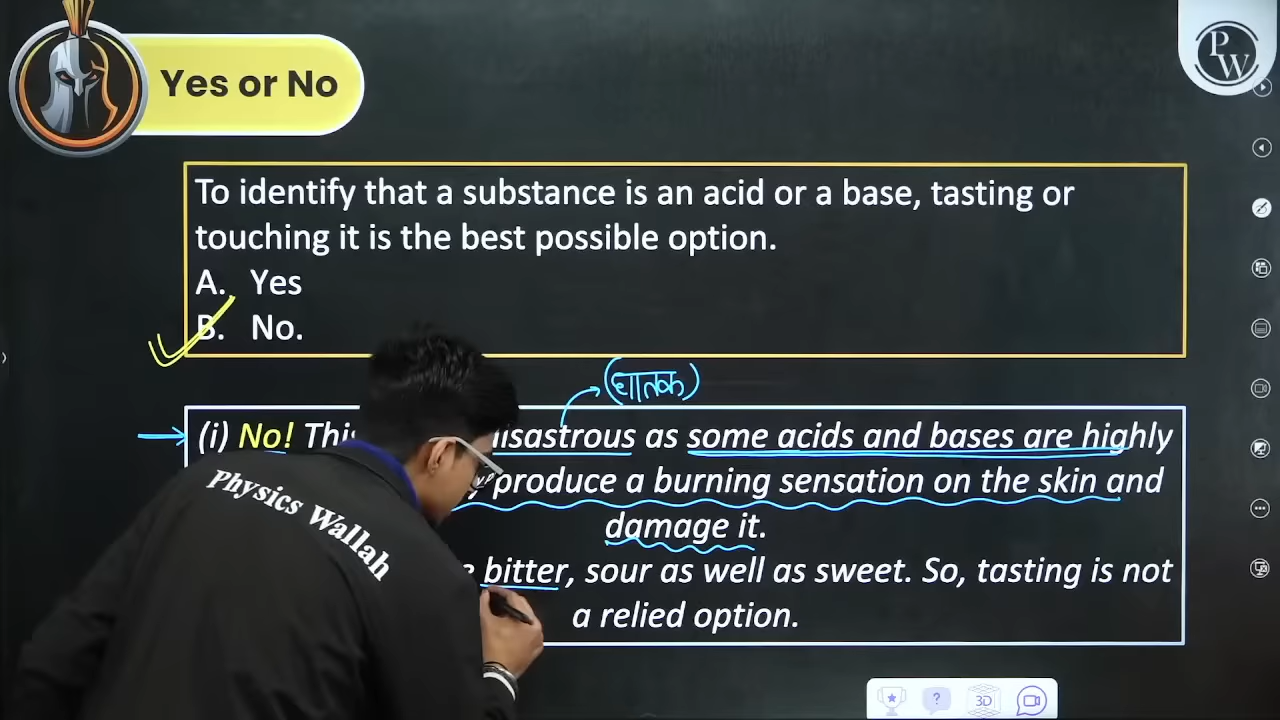 Yes or No
PW
To identify that a substance is an acid or a base, tasting or
touching it is the best possible option.
A. Yes
B. No.
(घातक)
(i) No! This disastrous as some acids and bases are highly
produce a burning sensation on the skin and
damage it.
bitter, sour as well as sweet. So, tasting is not
a relied option.
Physics Wallah
3D